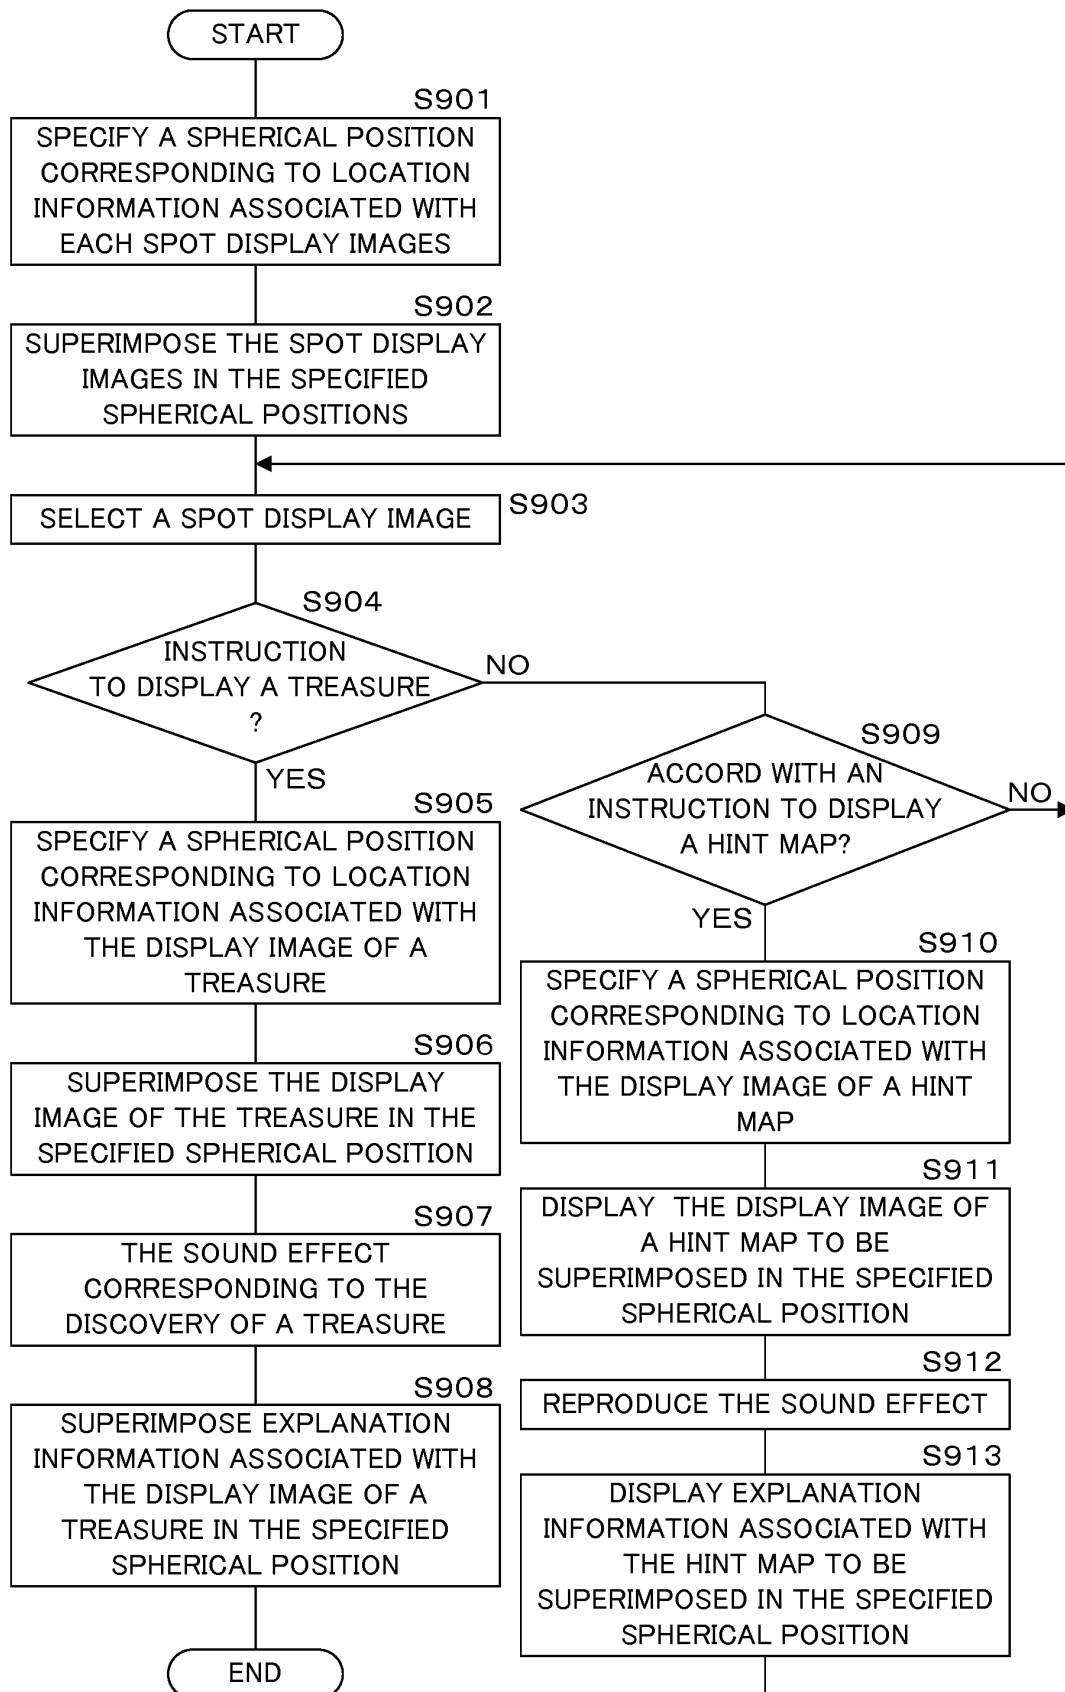 START
S901
SPECIFY A SPHERICAL POSITION
CORRESPONDING TO LOCATION
INFORMATION ASSOCIATED WITH
EACH SPOT DISPLAY IMAGES
S902
SUPERIMPOSE THE SPOT DISPLAY
IMAGES IN THE SPECIFIED
SPHERICAL POSITIONS
S903
SELECT A SPOT DISPLAY IMAGE
S904
INSTRUCTION
TO DISPLAY A TREASURE
?
NO
YES
S905
SPECIFY A SPHERICAL POSITION
CORRESPONDING TO LOCATION
INFORMATION ASSOCIATED WITH
THE DISPLAY IMAGE OF A
TREASURE
S906
SUPERIMPOSE THE DISPLAY
IMAGE OF THE TREASURE IN THE
SPECIFIED SPHERICAL POSITION
S907
THE SOUND EFFECT
CORRESPONDING TO THE
DISCOVERY OF A TREASURE
S908
SUPERIMPOSE EXPLANATION
INFORMATION ASSOCIATED WITH
THE DISPLAY IMAGE OF A
TREASURE IN THE SPECIFIED
SPHERICAL POSITION
END
S909
ACCORD WITH AN
INSTRUCTION TO DISPLAY
A HINT MAP?
NO
YES
S910
SPECIFY A SPHERICAL POSITION
CORRESPONDING TO LOCATION
INFORMATION ASSOCIATED WITH
THE DISPLAY IMAGE OF A HINT
MAP
S911
DISPLAY THE DISPLAY IMAGE OF
A HINT MAP TO BE
SUPERIMPOSED IN THE SPECIFIED
SPHERICAL POSITION
S912
REPRODUCE THE SOUND EFFECT
S913
DISPLAY EXPLANATION
INFORMATION ASSOCIATED WITH
THE HINT MAP TO BE
SUPERIMPOSED IN THE SPECIFIED
SPHERICAL POSITION